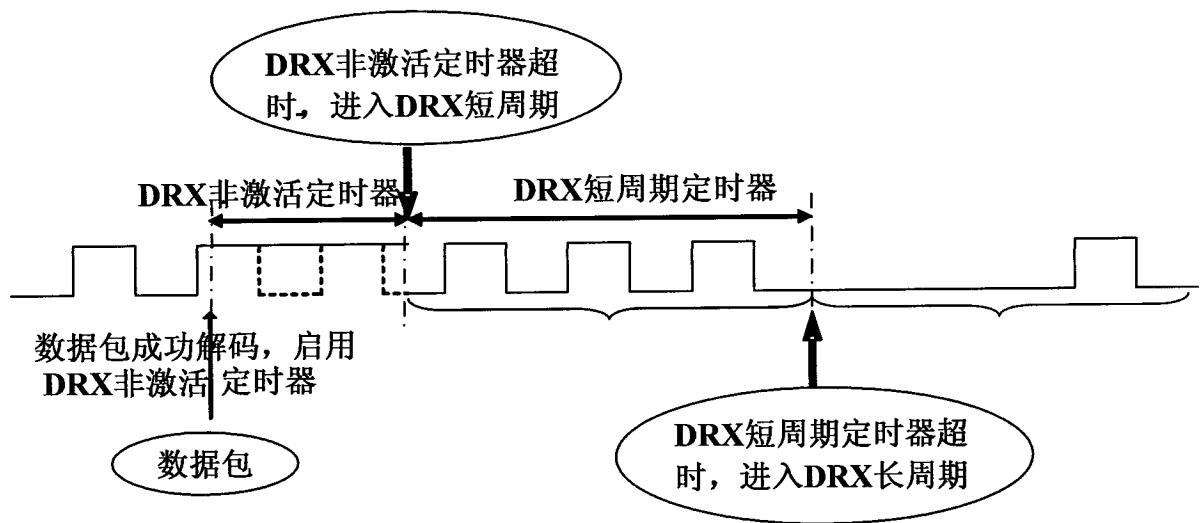 DRX非激活定时器超
时，进入DRX短周期
DRX非激活定时器
DRX短周期定时器
数据包成功解码，启用
DRX非激活定时器
数据包
DRX短周期定时器超
时，进入DRX长周期